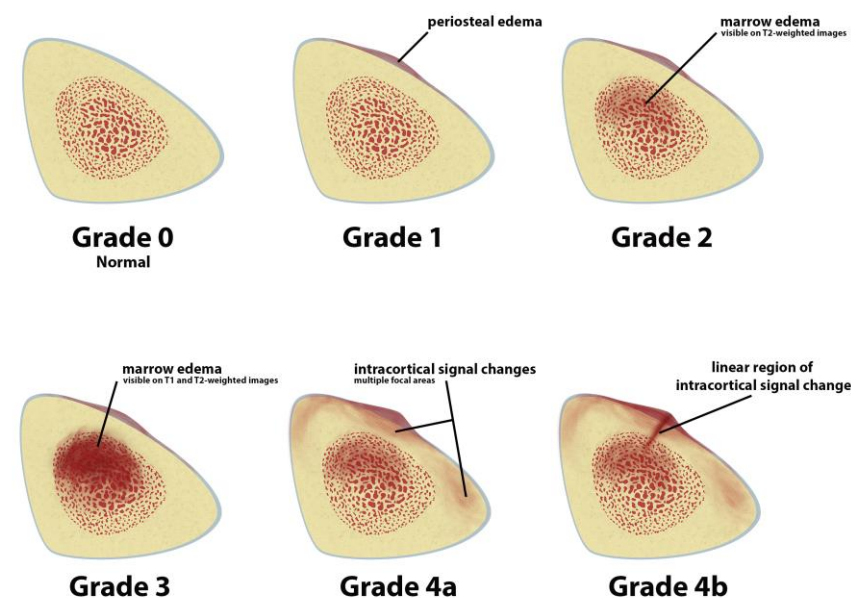 periosteal edema
marrow edema
visible on T2-weighted images
Grade 0
Normal
Grade 1
Grade 2
marrow edema
visible on T1 and T2-weighted images
intracortical signal changes
multiple focal areas
linear region of
intracortical signal change
Grade 3
Grade 4a
Grade 4b